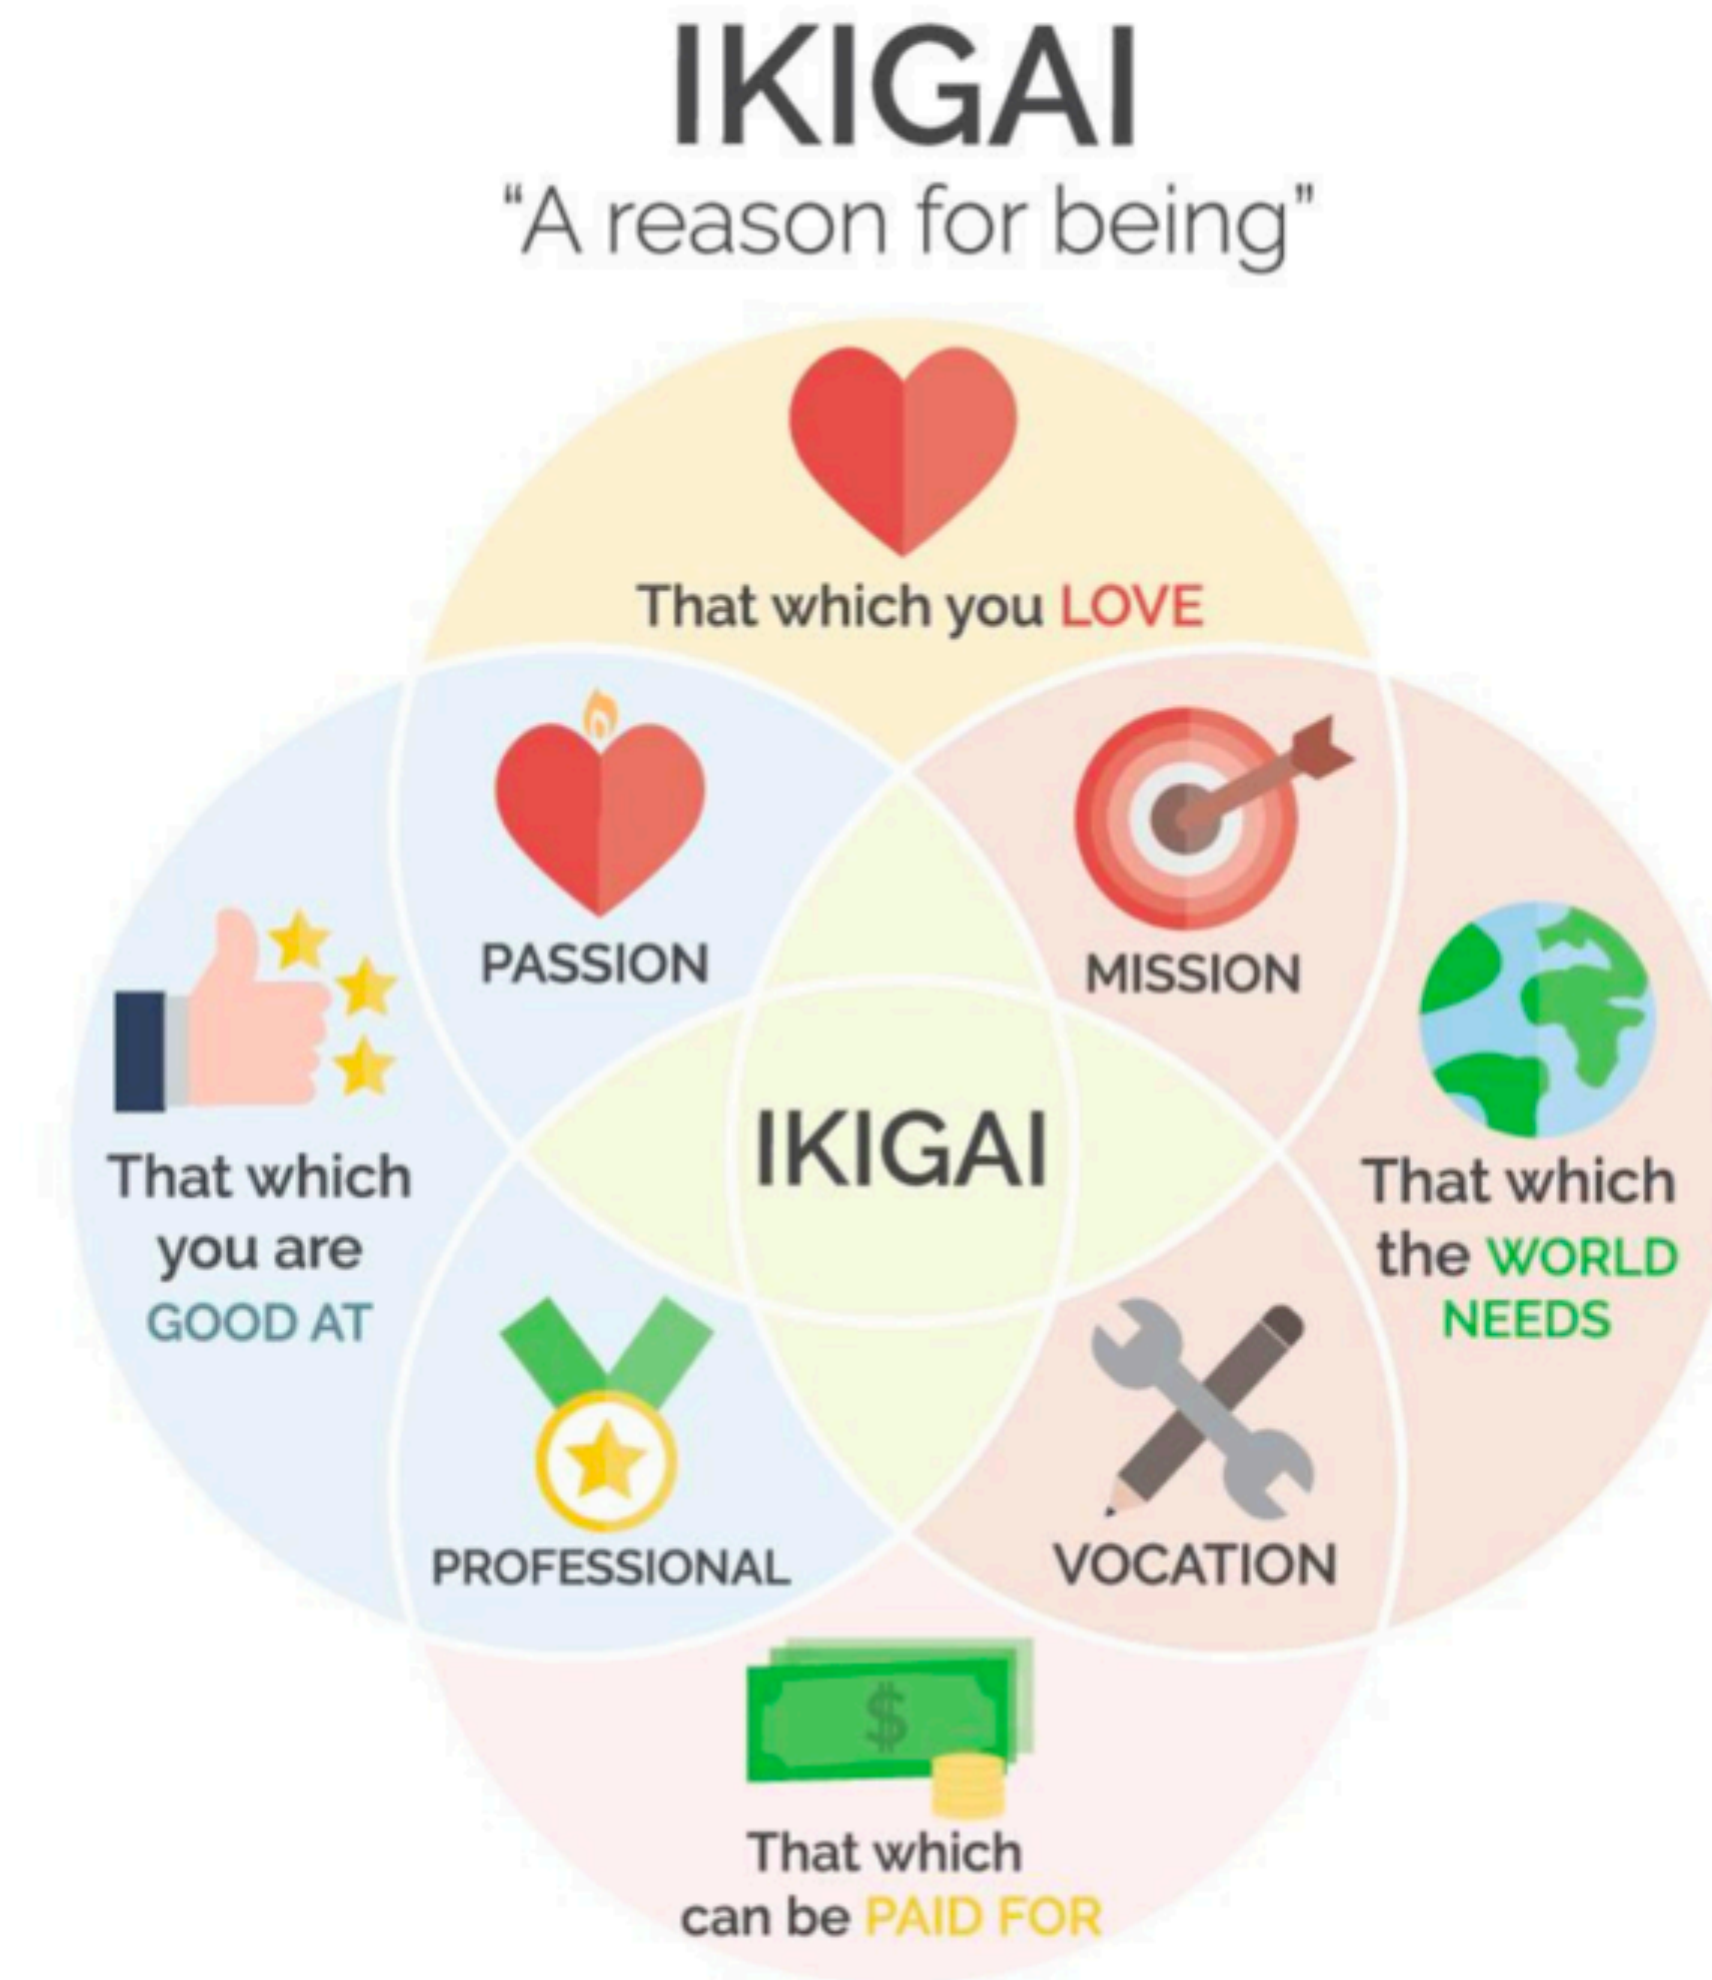 IKIGAI
“A reason for being”
That which you LOVE
PASSION
MISSION
That which
you are
GOOD AT
IKIGAI
That which
the WORLD
NEEDS
PROFESSIONAL
VOCATION
$
That which
can be PAID FOR